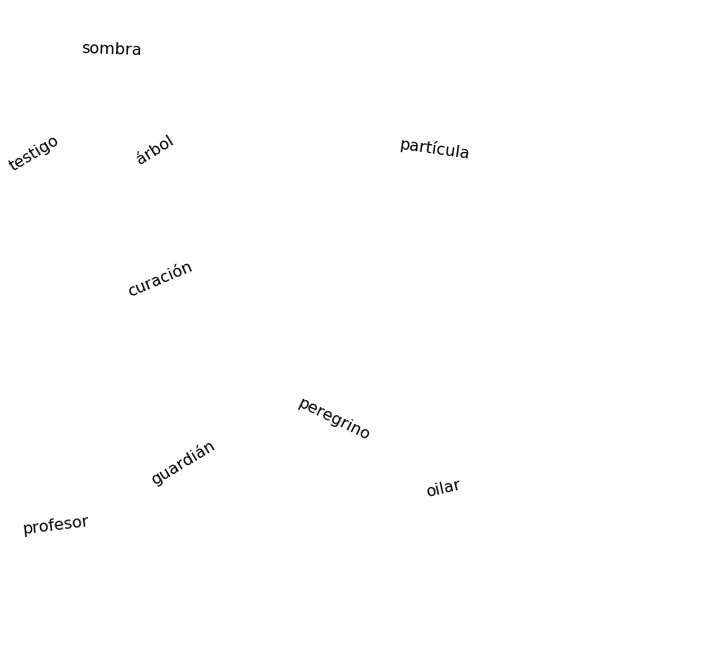 sombra
testigo
árbol
partícula
curación
peregrino
guardián
oilar
profesor